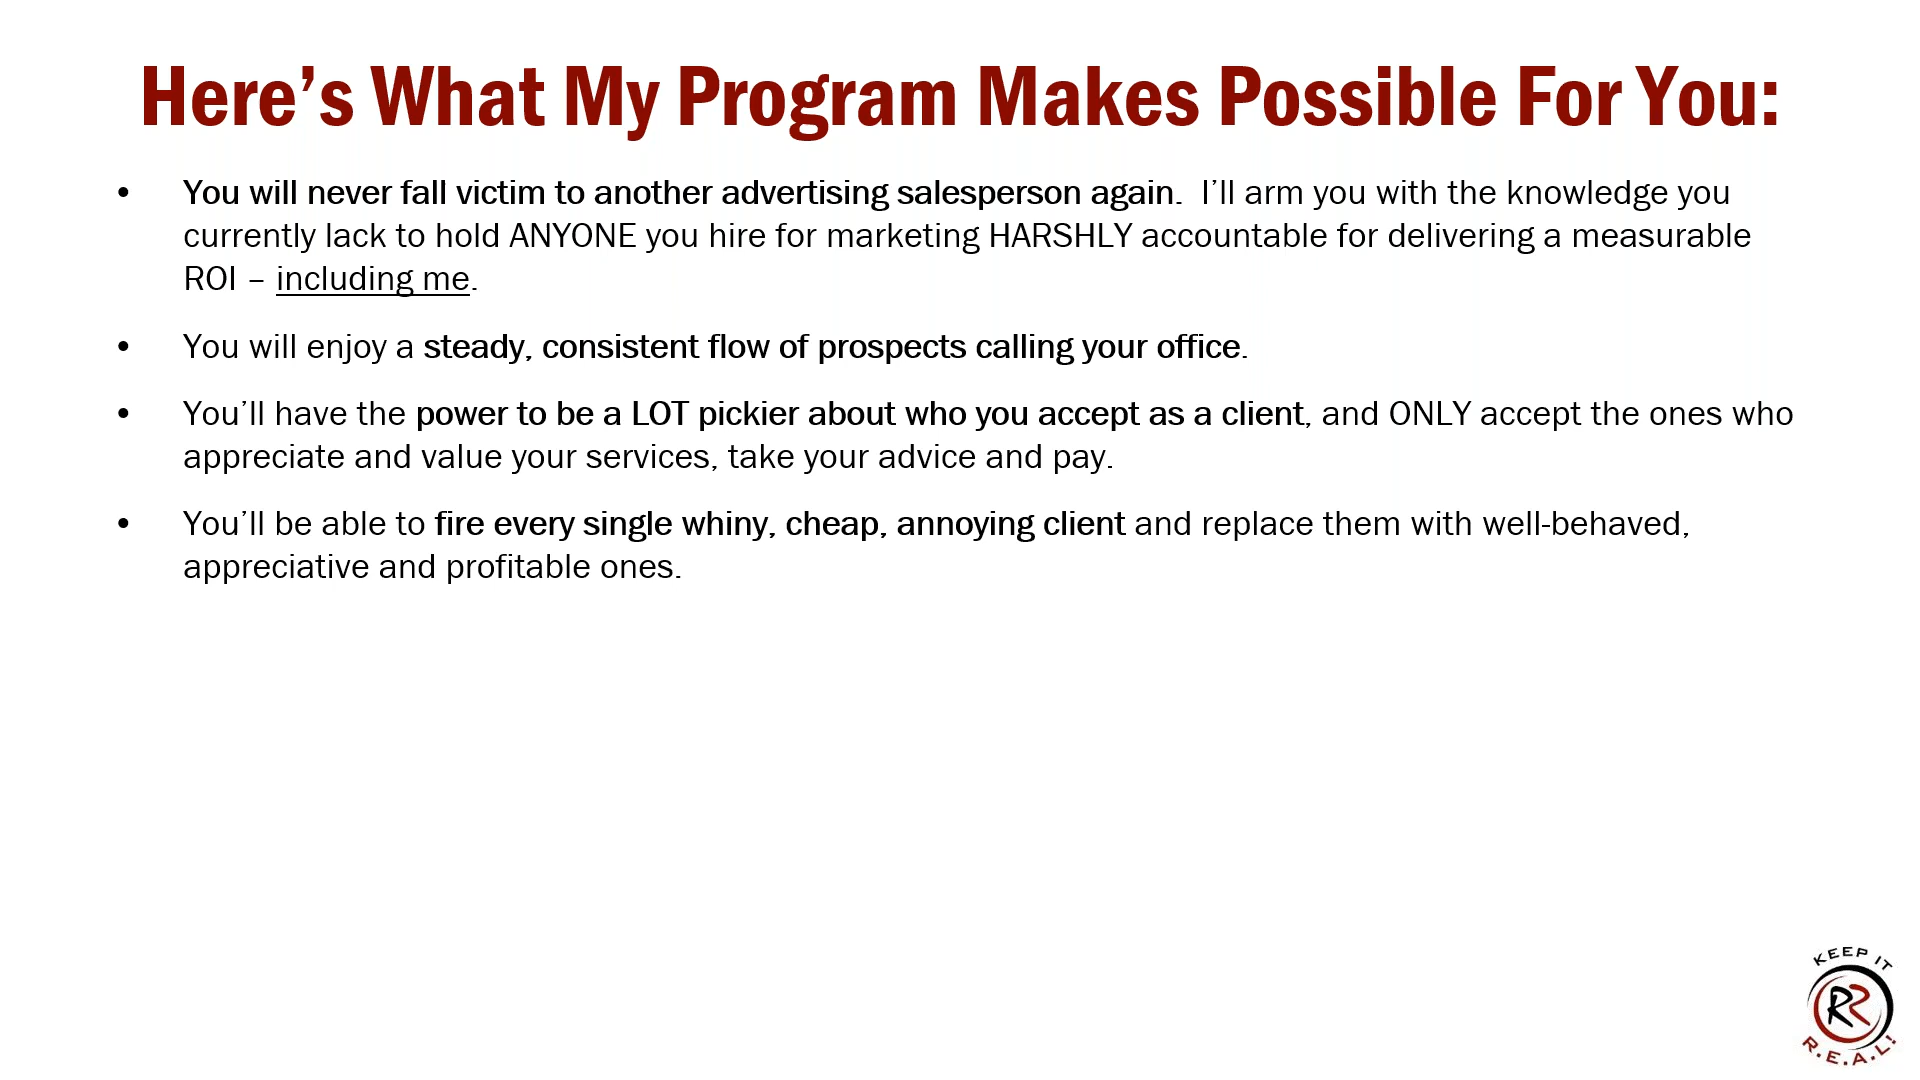 Here’s What My Program Makes Possible For You:
• You will never fall victim to another advertising salesperson again.  I’ll arm you with the knowledge you
currently lack to hold ANYONE you hire for marketing HARSHLY accountable for delivering a measurable
ROI – including me.
• You will enjoy a steady, consistent flow of prospects calling your office.
• You’ll have the power to be a LOT pickier about who you accept as a client, and ONLY accept the ones who
appreciate and value your services, take your advice and pay.
• You’ll be able to fire every single whiny, cheap, annoying client and replace them with well-behaved,
appreciative and profitable ones.
KEEP IT
RR
R.E.A.L!